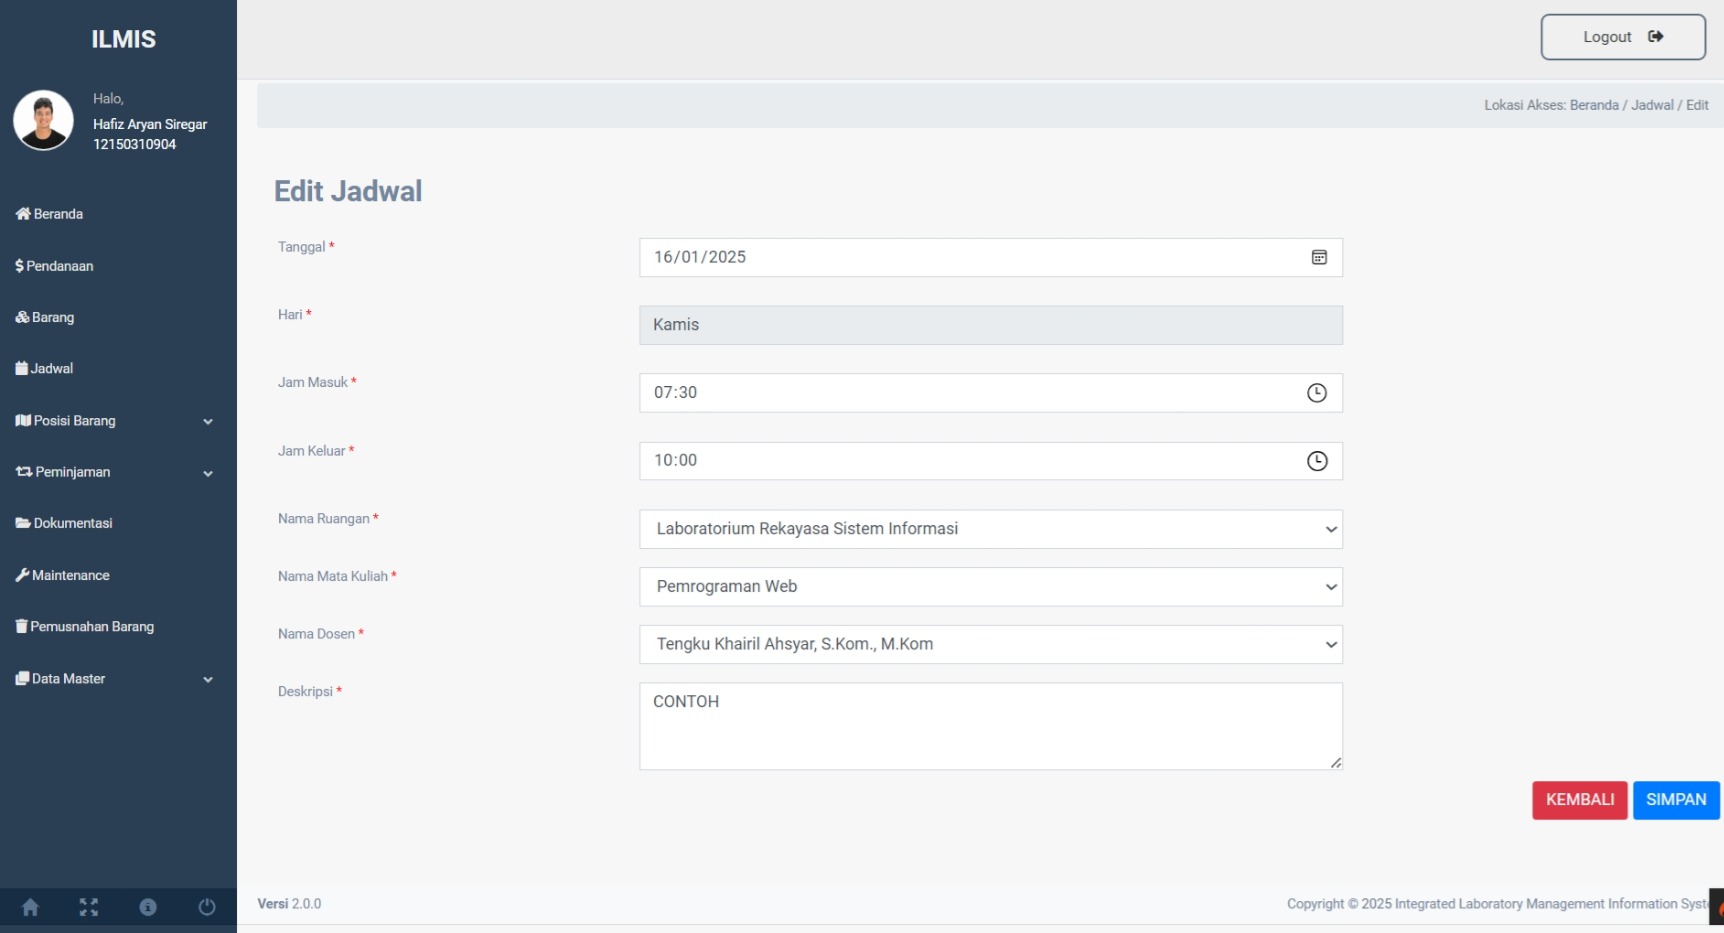 ILMIS
Halo,
Hafiz Aryan Siregar
12150310904
Beranda
Pendanaan
Barang
Jadwal
Posisi Barang
Peminjaman
Dokumentasi
Maintenance
Pemusnahan Barang
Data Master
Logout
Lokasi Akses: Beranda / Jadwal / Edit
Edit Jadwal
Tanggal *
16/01/2025
Hari *
Kamis
Jam Masuk *
07:30
Jam Keluar *
10:00
Nama Ruangan *
Laboratorium Rekayasa Sistem Informasi
Nama Mata Kuliah *
Pemrograman Web
Nama Dosen *
Tengku Khairil Ahsyar, S.Kom., M.Kom
Deskripsi *
CONTOH
KEMBALI SIMPAN
Versi 2.0.0
Copyright © 2025 Integrated Laboratory Management Information Syst